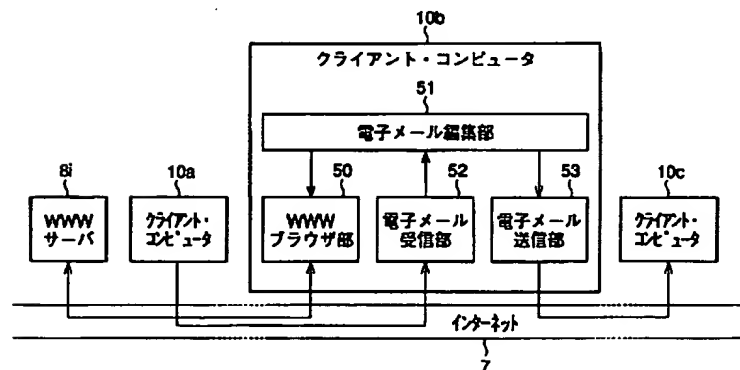 10b
クライアント・コンピュータ
51
電子メール編集部
8i
10a
50
52
53
10c
WWW
サーバ
クライアント・
コンピュータ
WWW
ブラウザ部
電子メール
受信部
電子メール
送信部
クライアント・
コンピュータ
インターネット
7